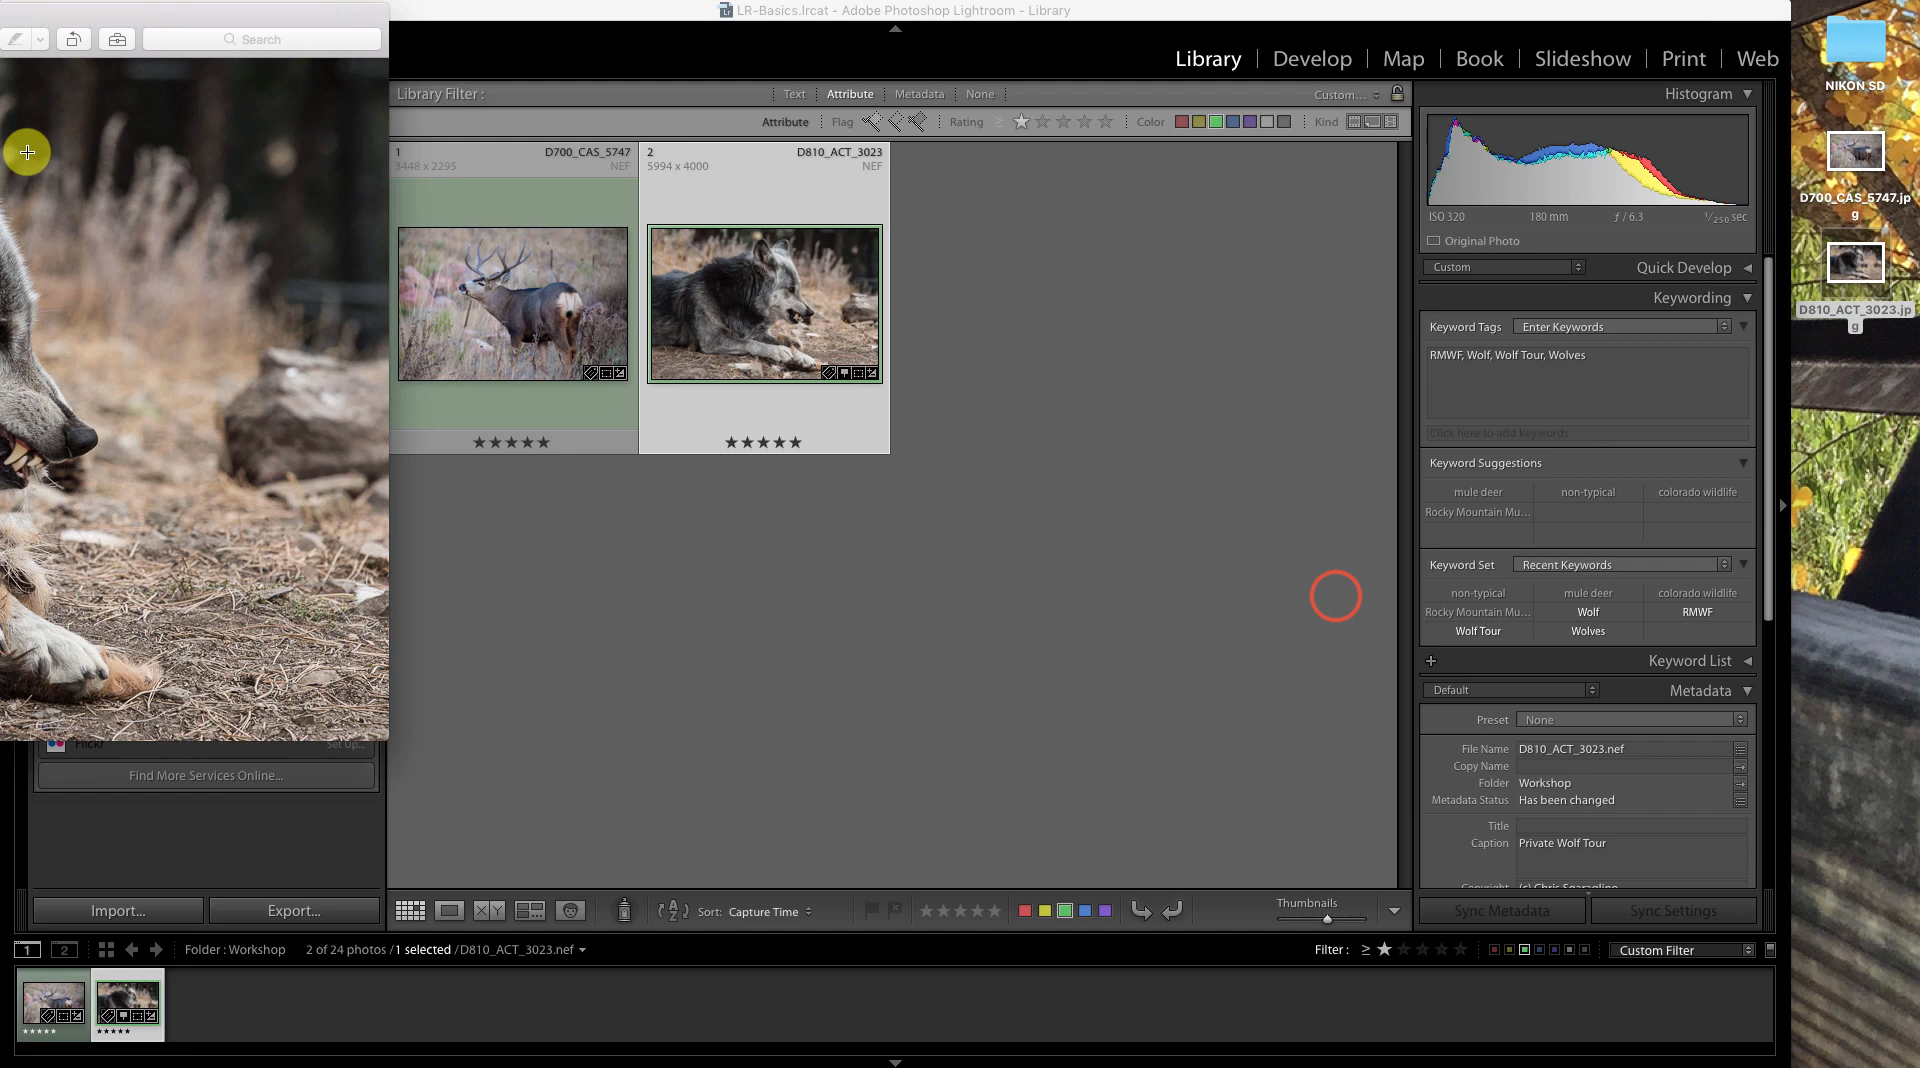 LR-Basics.lrcat - Adobe Photoshop Lightroom - Library
Search
Library | Develop | Map | Book | Slideshow | Print | Web
NIKON SD
D700_CAS_5747.jp
g
D810_ACT_3023.jp
g
Library Filter :
Text
Attribute
Metadata
None
Custom...
Attribute
Flag
Rating
≥
Color
Kind
1
D700_CAS_5747
3448 x 2295
NEF
2
D810_ACT_3023
5994 x 4000
NEF
Histogram
ISO 320
180 mm
ƒ / 6.3
1/250 sec
Original Photo
Custom
Quick Develop
Keywording
Keyword Tags
Enter Keywords
RMWF, Wolf, Wolf Tour, Wolves
Click here to add keywords
Keyword Suggestions
mule deer
non-typical
colorado wildlife
Rocky Mountain Mu...
Keyword Set
Recent Keywords
non-typical
mule deer
colorado wildlife
Rocky Mountain Mu...
Wolf
RMWF
Wolf Tour
Wolves
Keyword List
Default
Metadata
Preset
None
File Name
D810_ACT_3023.nef
Copy Name
Folder
Workshop
Metadata Status
Has been changed
Title
Caption
Private Wolf Tour
Flickr
Set Up...
Find More Services Online...
Import...
Export...
X Y
Sort: Capture Time
Thumbnails
Sync Metadata
Sync Settings
1
2
Folder : Workshop
2 of 24 photos / 1 selected / D810_ACT_3023.nef
Filter :
≥
Custom Filter